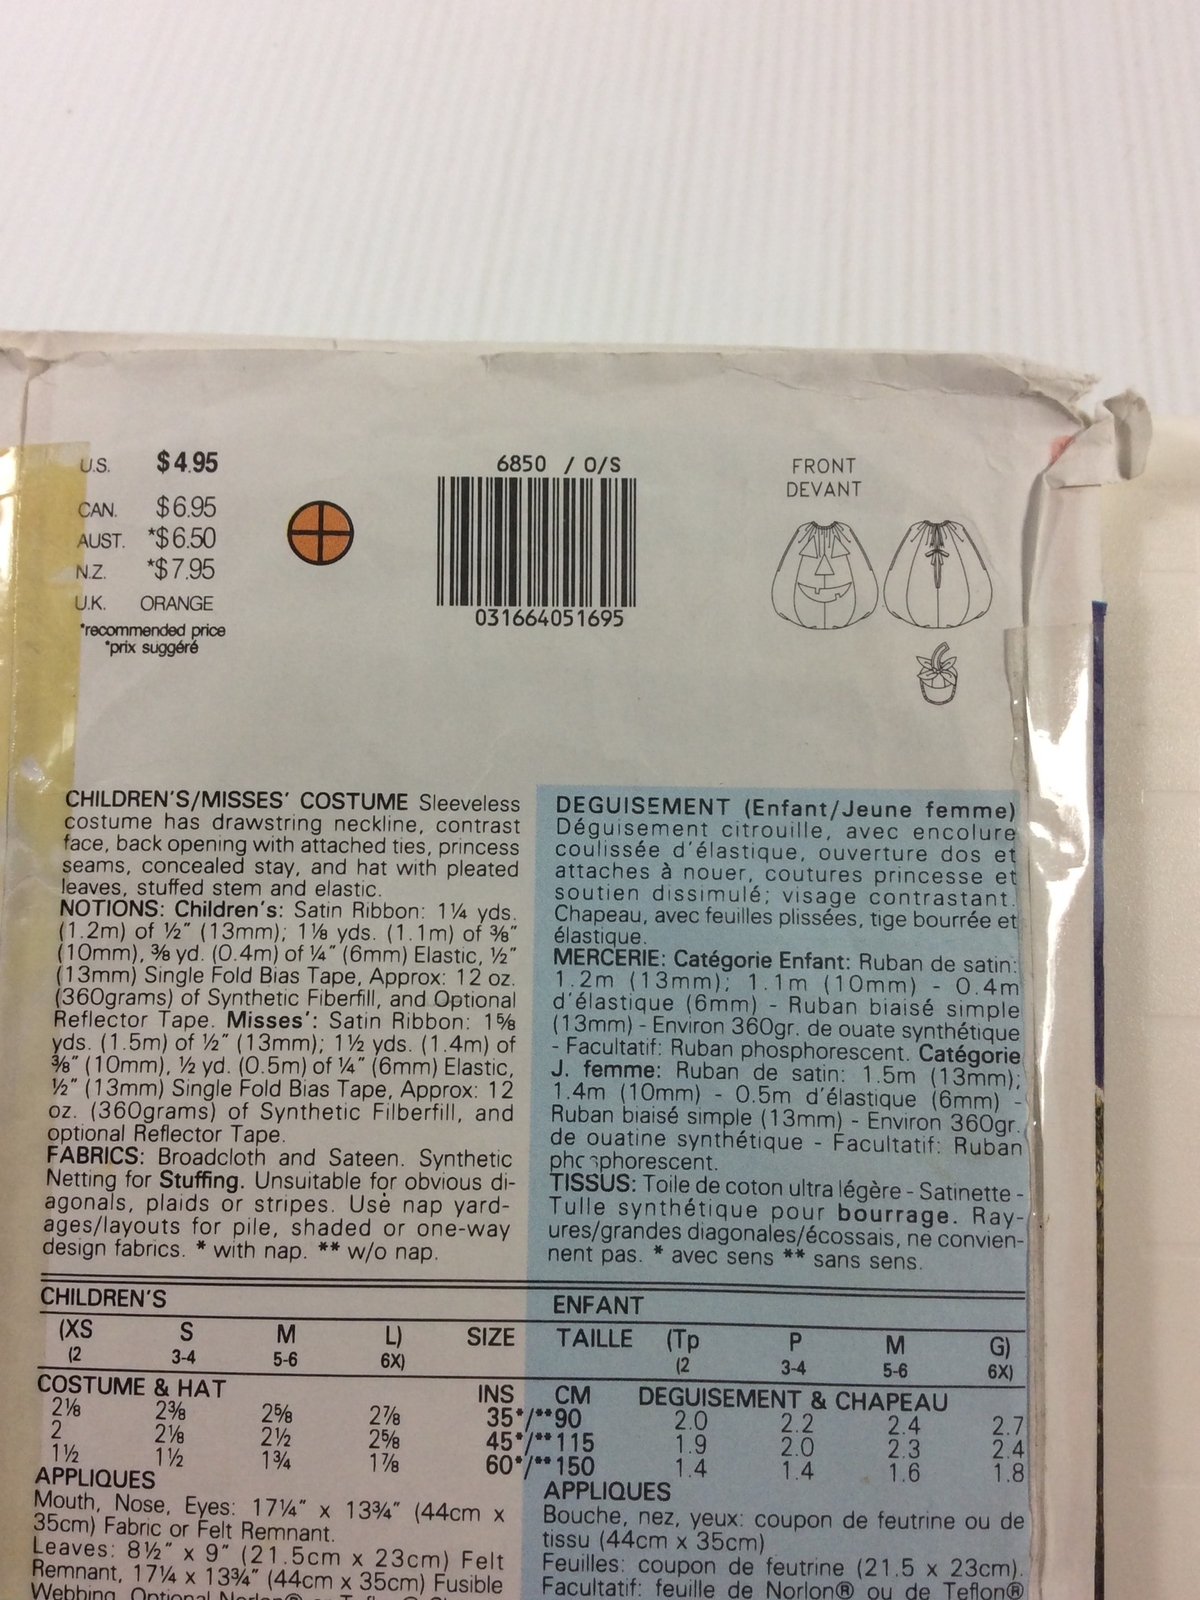 U.S. $4.95
CAN. $6.95
AUST. *$6.50
N.Z. *$7.95
U.K. ORANGE
*recommended price
*prix suggéré
6850 / O/S
031664051695
FRONT
DEVANT
CHILDREN'S/MISSES' COSTUME Sleeveless
costume has drawstring neckline, contrast
face, back opening with attached ties, princess
seams, concealed stay, and hat with pleated
leaves, stuffed stem and elastic.
NOTIONS: Children's: Satin Ribbon: 1¼ yds.
(1.2m) of ½" (13mm); 1⅛ yds. (1.1m) of ⅜"
(10mm), ⅜ yd. (0.4m) of ¼" (6mm) Elastic, ½"
(13mm) Single Fold Bias Tape, Approx: 12 oz.
(360grams) of Synthetic Fiberfill, and Optional
Reflector Tape. Misses': Satin Ribbon: 1⅝
yds. (1.5m) of ½" (13mm); 1½ yds. (1.4m) of
⅜" (10mm), ½ yd. (0.5m) of ¼" (6mm) Elastic,
½" (13mm) Single Fold Bias Tape, Approx: 12
oz. (360grams) of Synthetic Filberfill, and
optional Reflector Tape.
FABRICS: Broadcloth and Sateen. Synthetic
Netting for Stuffing. Unsuitable for obvious di-
agonals, plaids or stripes. Use nap yard-
ages/layouts for pile, shaded or one-way
design fabrics. * with nap. ** w/o nap.
DEGUISEMENT (Enfant/Jeune femme)
Déguisement citrouille, avec encolure
coulissée d'élastique, ouverture dos et
attaches à nouer, coutures princesse et
soutien dissimulé; visage contrastant.
Chapeau, avec feuilles plissées, tige bourrée et
élastique.
MERCERIE: Catégorie Enfant: Ruban de satin:
1.2m (13mm); 1.1m (10mm) - 0.4m
d'élastique (6mm) - Ruban biaisé simple
(13mm) - Environ 360gr. de ouate synthétique
- Facultatif: Ruban phosphorescent. Catégorie
J. femme: Ruban de satin: 1.5m (13mm);
1.4m (10mm) - 0.5m d'élastique (6mm) -
Ruban biaisé simple (13mm) - Environ 360gr.
de ouatine synthétique - Facultatif: Ruban
phosphorescent.
TISSUS: Toile de coton ultra légère - Satinette -
Tulle synthétique pour bourrage. Ray-
ures/grandes diagonales/écossais, ne convien-
nent pas. * avec sens ** sans sens.
CHILDREN'S ENFANT
(XS S M L) SIZE TAILLE (Tp P M G)
(2 3-4 5-6 6X) (2 3-4 5-6 6X)
COSTUME & HAT INS CM DEGUISEMENT & CHAPEAU
2⅛ 2⅜ 2⅝ 2⅞ 35*/**90 2.0 2.2 2.4 2.7
2 2⅛ 2½ 2⅝ 45*/**115 1.9 2.0 2.3 2.4
1½ 1½ 1¾ 1⅞ 60*/**150 1.4 1.4 1.6 1.8
APPLIQUES
Mouth, Nose, Eyes: 17¼" x 13¾" (44cm x
35cm) Fabric or Felt Remnant.
Leaves: 8½" x 9" (21.5cm x 23cm) Felt
Remnant, 17¼ x 13¾" (44cm x 35cm) Fusible
Webbing, Optional
APPLIQUES
Bouche, nez, yeux: coupon de feutrine ou de
tissu (44cm x 35cm)
Feuilles: coupon de feutrine (21.5 x 23cm).
Facultatif: feuille de Norlon® ou de Teflon®